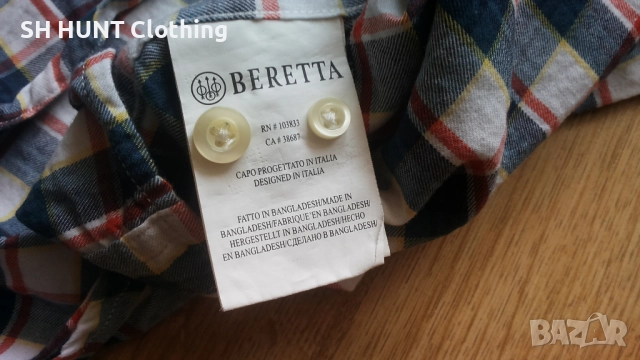 SH HUNT Clothing
BERETTA
RN # 103833
CA # 38687
CAPO PROGETTATO IN ITALIA
DESIGNED IN ITALIA
FATTO IN BANGLADESH/MADE IN
BANGLADESH/FABRIQUE'EN BANGLADESH/
HERGESTELLT IN BANGLADESH/HECHO
EN BANGLADESH/СДЕЛАНО В BANGLADESH/
BAZAR